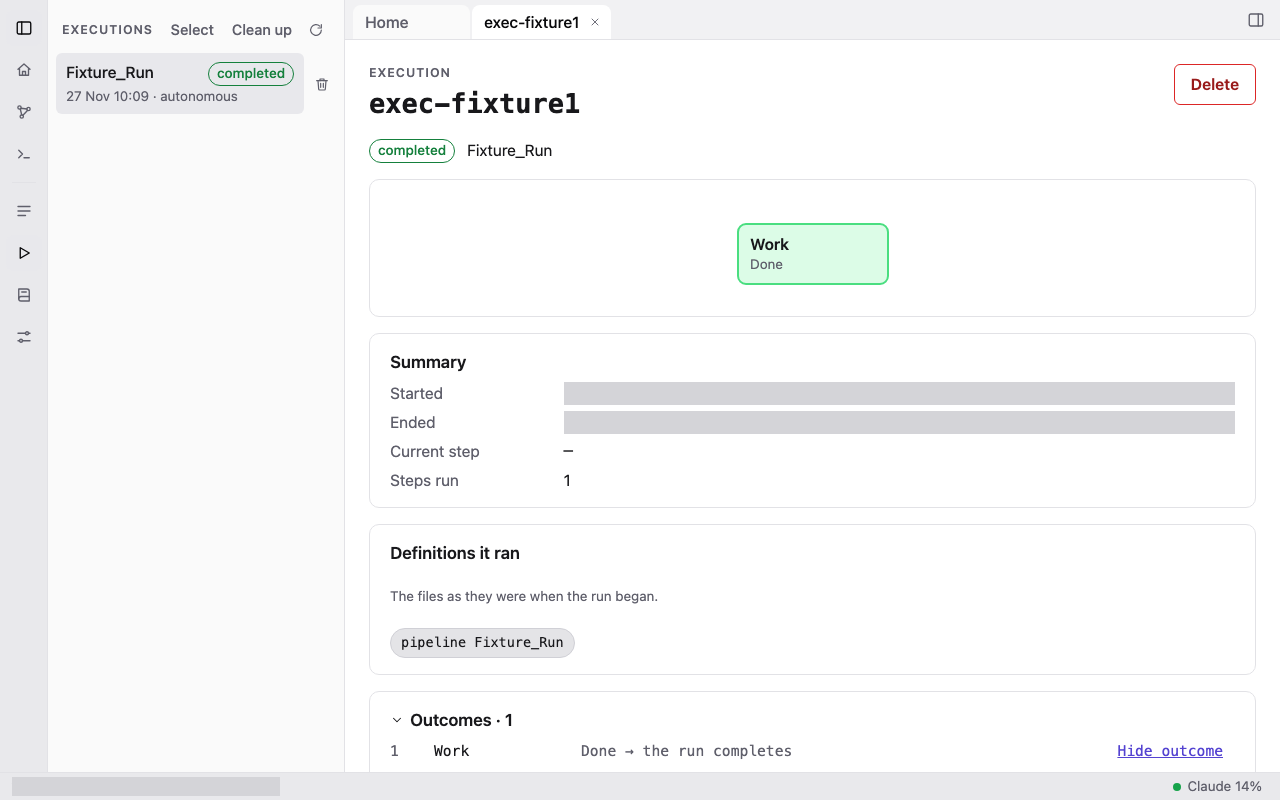 EXECUTIONS Select Clean up
Fixture_Run completed
27 Nov 10:09 · autonomous
Home exec-fixture1 ×
EXECUTION
exec-fixture1
Delete
completed Fixture_Run
Work
Done
Summary
Started
Ended
Current step —
Steps run 1
Definitions it ran
The files as they were when the run began.
pipeline Fixture_Run
Outcomes · 1
1 Work Done → the run completes Hide outcome
Claude 14%